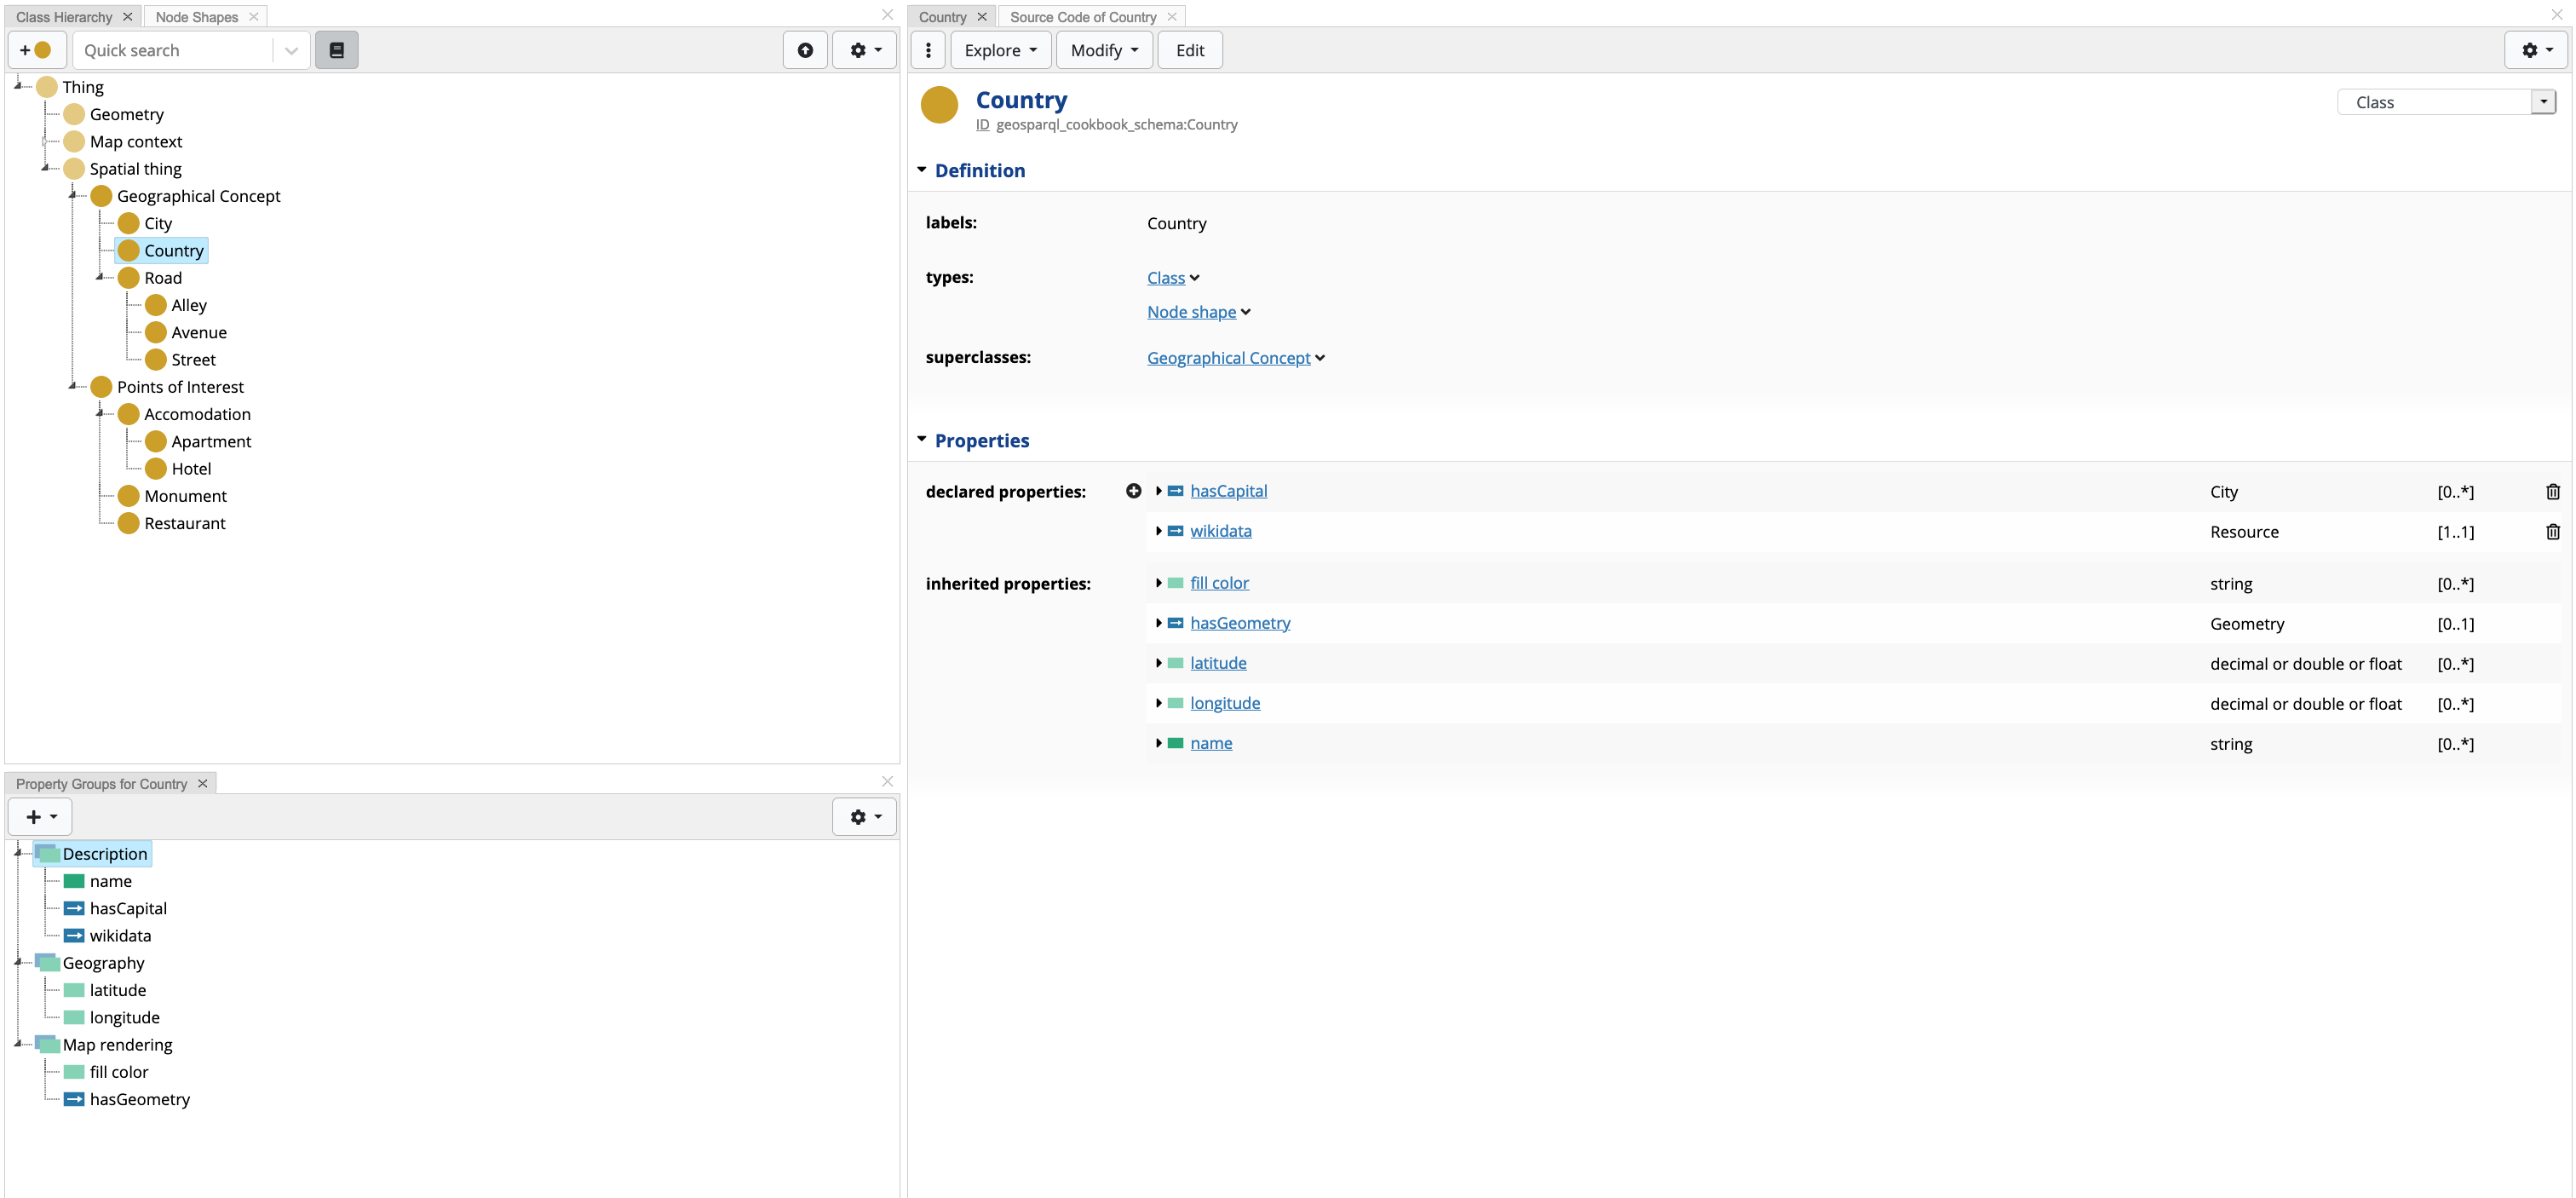 Class Hierarchy
Node Shapes
Quick search
Thing
Geometry
Map context
Spatial thing
Geographical Concept
City
Country
Road
Alley
Avenue
Street
Points of Interest
Accomodation
Apartment
Hotel
Monument
Restaurant
Property Groups for Country
Description
name
hasCapital
wikidata
Geography
latitude
longitude
Map rendering
fill color
hasGeometry
Country
Source Code of Country
Explore Modify Edit
Country
Class
ID geosparql_cookbook_schema:Country
Definition
labels: Country
types: Class
Node shape
superclasses: Geographical Concept
Properties
declared properties: hasCapital City [0..*]
wikidata Resource [1..1]
inherited properties: fill color string [0..*]
hasGeometry Geometry [0..1]
latitude decimal or double or float [0..*]
longitude decimal or double or float [0..*]
name string [0..*]